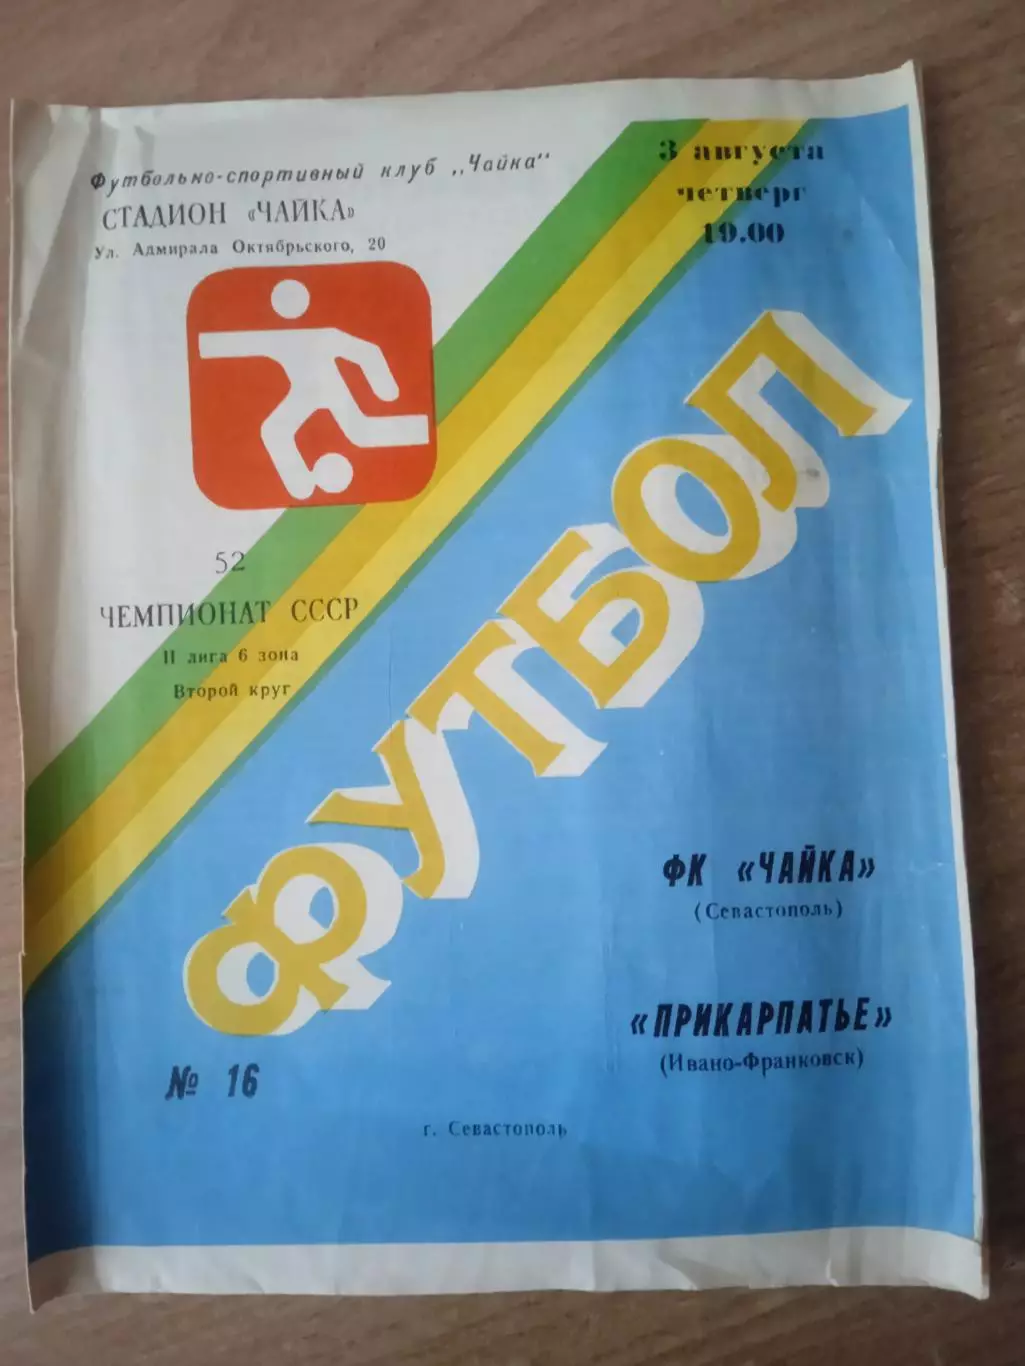 Футбольно-спортивный клуб „Чайка"
СТАДИОН «ЧАЙКА»
Ул. Адмирала Октябрьского, 20
3 августа
четверг
19.00
52
ЧЕМПИОНАТ СССР
II лига 6 зона
Второй круг
ФУТБОЛ
ФК «ЧАЙКА»
(Севастополь)
«ПРИКАРПАТЬЕ»
(Ивано-Франковск)
№ 16
г. Севастополь